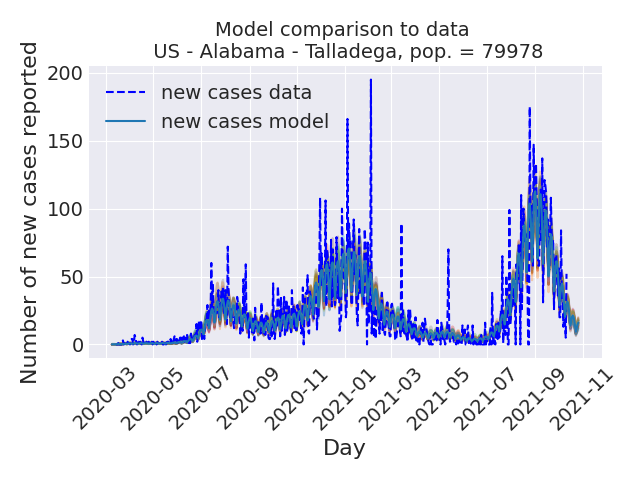 Model comparison to data
US - Alabama - Talladega, pop. = 79978
Number of new cases reported
200
150
100
50
0
new cases data
new cases model
2020-03
2020-05
2020-07
2020-09
2020-11
2021-01
2021-03
2021-05
2021-07
2021-09
2021-11
Day